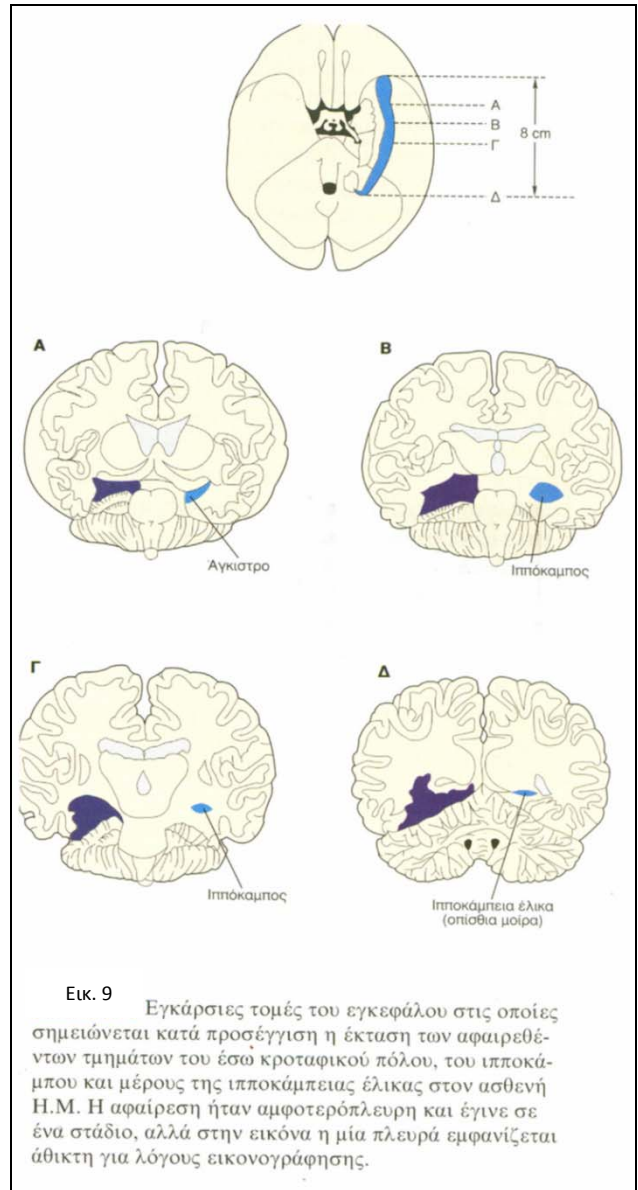 Α
Β
8 cm
Γ
Δ
Α
Β
Άγκιστρο
Ιππόκαμπος
Γ
Δ
Ιππόκαμπος
Ιπποκάμπεια έλικα
(οπίσθια μοίρα)
Εικ. 9
Εγκάρσιες τομές του εγκεφάλου στις οποίες
σημειώνεται κατά προσέγγιση η έκταση των αφαιρεθέ-
ντων τμημάτων του έσω κροταφικού πόλου, του ιπποκά-
μπου και μέρους της ιπποκάμπειας έλικας στον ασθενή
Η.Μ. Η αφαίρεση ήταν αμφοτερόπλευρη και έγινε σε
ένα στάδιο, αλλά στην εικόνα η μία πλευρά εμφανίζεται
άθικτη για λόγους εικονογράφησης.